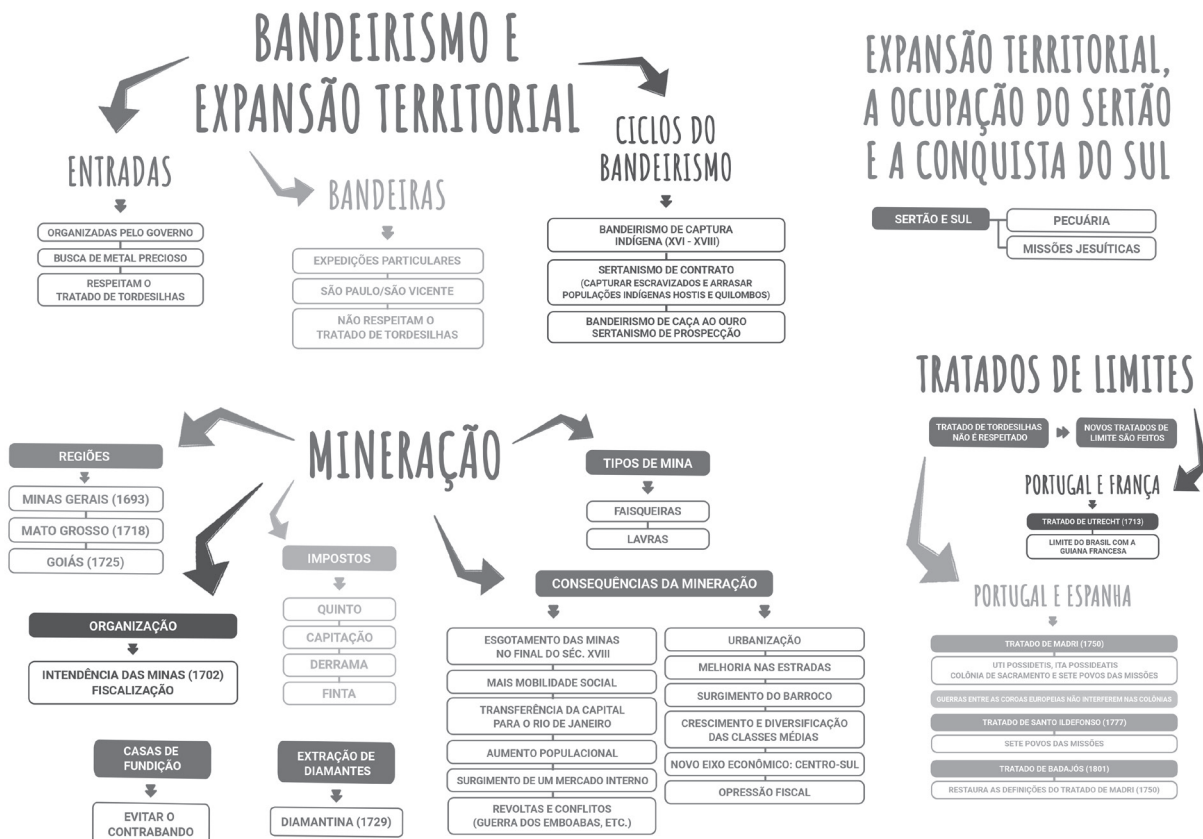 BANDEIRISMO E
EXPANSÃO TERRITORIAL
ENTRADAS
ORGANIZADAS PELO GOVERNO
BUSCA DE METAL PRECIOSO
RESPEITAM O
TRATADO DE TORDESILHAS
BANDEIRAS
EXPEDIÇÕES PARTICULARES
SÃO PAULO/SÃO VICENTE
NÃO RESPEITAM O
TRATADO DE TORDESILHAS
CICLOS DO
BANDEIRISMO
BANDEIRISMO DE CAPTURA
INDÍGENA (XVI - XVIII)
SERTANISMO DE CONTRATO
(CAPTURAR ESCRAVIZADOS E ARRASAR
POPULAÇÕES INDÍGENAS HOSTIS E QUILOMBOS)
BANDEIRISMO DE CAÇA AO OURO
SERTANISMO DE PROSPECÇÃO
EXPANSÃO TERRITORIAL,
A OCUPAÇÃO DO SERTÃO
E A CONQUISTA DO SUL
SERTÃO E SUL
PECUÁRIA
MISSÕES JESUÍTICAS
MINERAÇÃO
REGIÕES
MINAS GERAIS (1693)
MATO GROSSO (1718)
GOIÁS (1725)
ORGANIZAÇÃO
INTENDÊNCIA DAS MINAS (1702)
FISCALIZAÇÃO
CASAS DE
FUNDIÇÃO
EVITAR O
CONTRABANDO
IMPOSTOS
QUINTO
CAPITAÇÃO
DERRAMA
FINTA
EXTRAÇÃO DE
DIAMANTES
DIAMANTINA (1729)
TIPOS DE MINA
FAISQUEIRAS
LAVRAS
CONSEQUÊNCIAS DA MINERAÇÃO
ESGOTAMENTO DAS MINAS
NO FINAL DO SÉC. XVIII
MAIS MOBILIDADE SOCIAL
TRANSFERÊNCIA DA CAPITAL
PARA O RIO DE JANEIRO
AUMENTO POPULACIONAL
SURGIMENTO DE UM MERCADO INTERNO
REVOLTAS E CONFLITOS
(GUERRA DOS EMBOABAS, ETC.)
URBANIZAÇÃO
MELHORIA NAS ESTRADAS
SURGIMENTO DO BARROCO
CRESCIMENTO E DIVERSIFICAÇÃO
DAS CLASSES MÉDIAS
NOVO EIXO ECONÔMICO: CENTRO-SUL
OPRESSÃO FISCAL
TRATADOS DE LIMITES
TRATADO DE TORDESILHAS
NÃO É RESPEITADO
NOVOS TRATADOS DE
LIMITE SÃO FEITOS
PORTUGAL E FRANÇA
TRATADO DE UTRECHT (1713)
LIMITE DO BRASIL COM A
GUIANA FRANCESA
PORTUGAL E ESPANHA
TRATADO DE MADRI (1750)
UTI POSSIDETIS, ITA POSSIDEATIS
COLÔNIA DE SACRAMENTO E SETE POVOS DAS MISSÕES
GUERRAS ENTRE AS COROAS EUROPEIAS NÃO INTERFEREM NAS COLÔNIAS
TRATADO DE SANTO ILDEFONSO (1777)
SETE POVOS DAS MISSÕES
TRATADO DE BADAJÓS (1801)
RESTAURA AS DEFINIÇÕES DO TRATADO DE MADRI (1750)